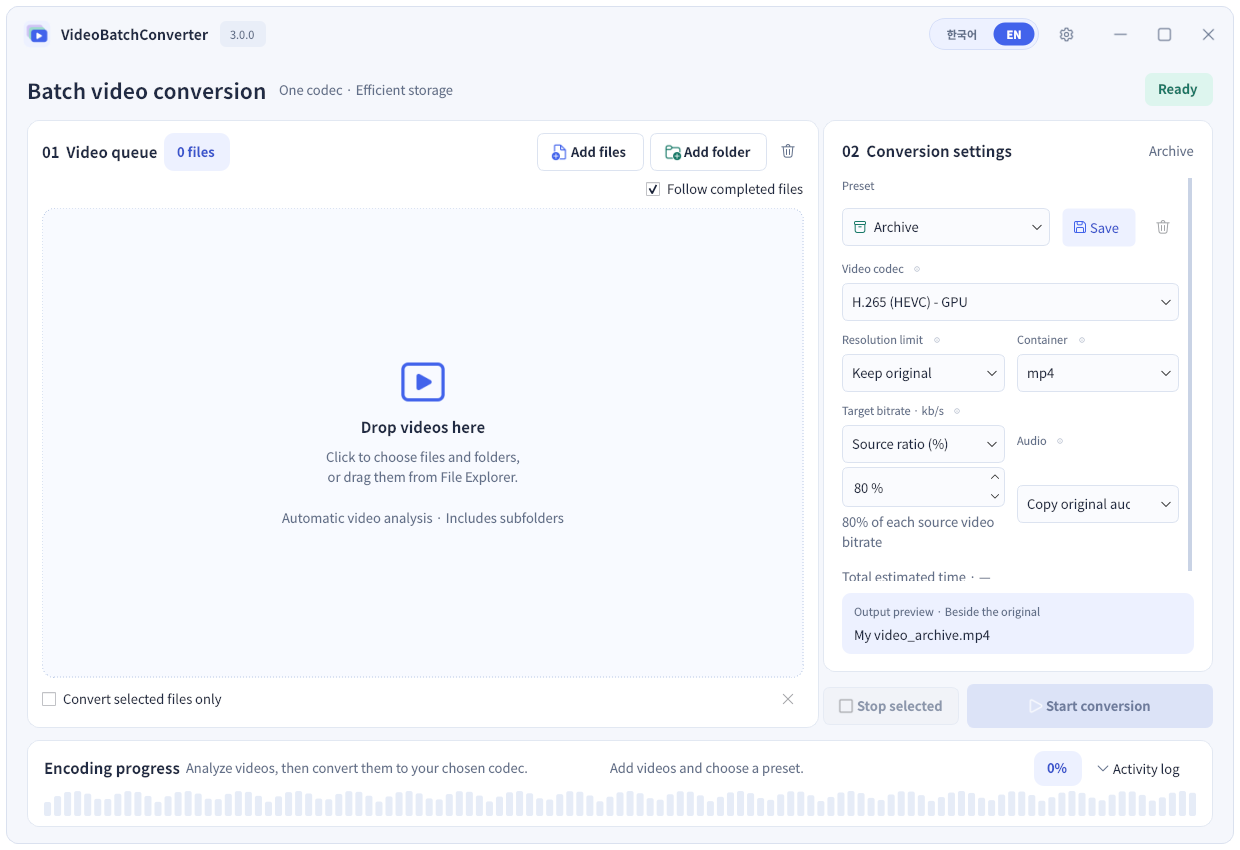 VideoBatchConverter 3.0.0 한국어 EN
Batch video conversion One codec · Efficient storage Ready
01 Video queue 0 files Add files Add folder
Follow completed files
Drop videos here
Click to choose files and folders,
or drag them from File Explorer.
Automatic video analysis · Includes subfolders
Convert selected files only
02 Conversion settings Archive
Preset
Archive Save
Video codec
H.265 (HEVC) - GPU
Resolution limit Container
Keep original mp4
Target bitrate · kb/s
Source ratio (%) Audio
80 %
Copy original auc
80% of each source video
bitrate
Total estimated time · —
Output preview · Beside the original
My video_archive.mp4
Stop selected Start conversion
Encoding progress Analyze videos, then convert them to your chosen codec. Add videos and choose a preset. 0% Activity log